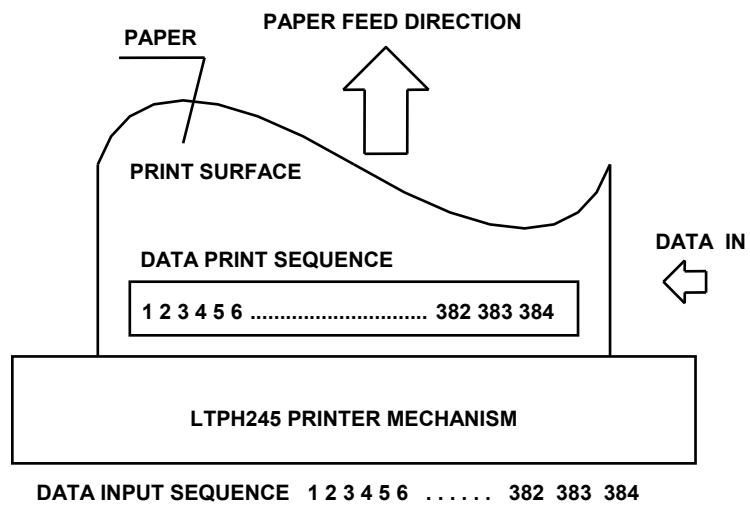 PAPER FEED DIRECTION
PAPER
PRINT SURFACE
DATA IN
DATA PRINT SEQUENCE
1 2 3 4 5 6 .............................. 382 383 384
LTPH245 PRINTER MECHANISM
DATA INPUT SEQUENCE 1 2 3 4 5 6 . . . . . . 382 383 384